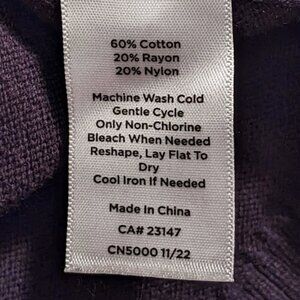 60% Cotton
20% Rayon
20% Nylon
Machine Wash Cold
Gentle Cycle
Only Non-Chlorine
Bleach When Needed
Reshape, Lay Flat To
Dry
Cool Iron If Needed
Made in China
CA# 23147
CN5000 11/22